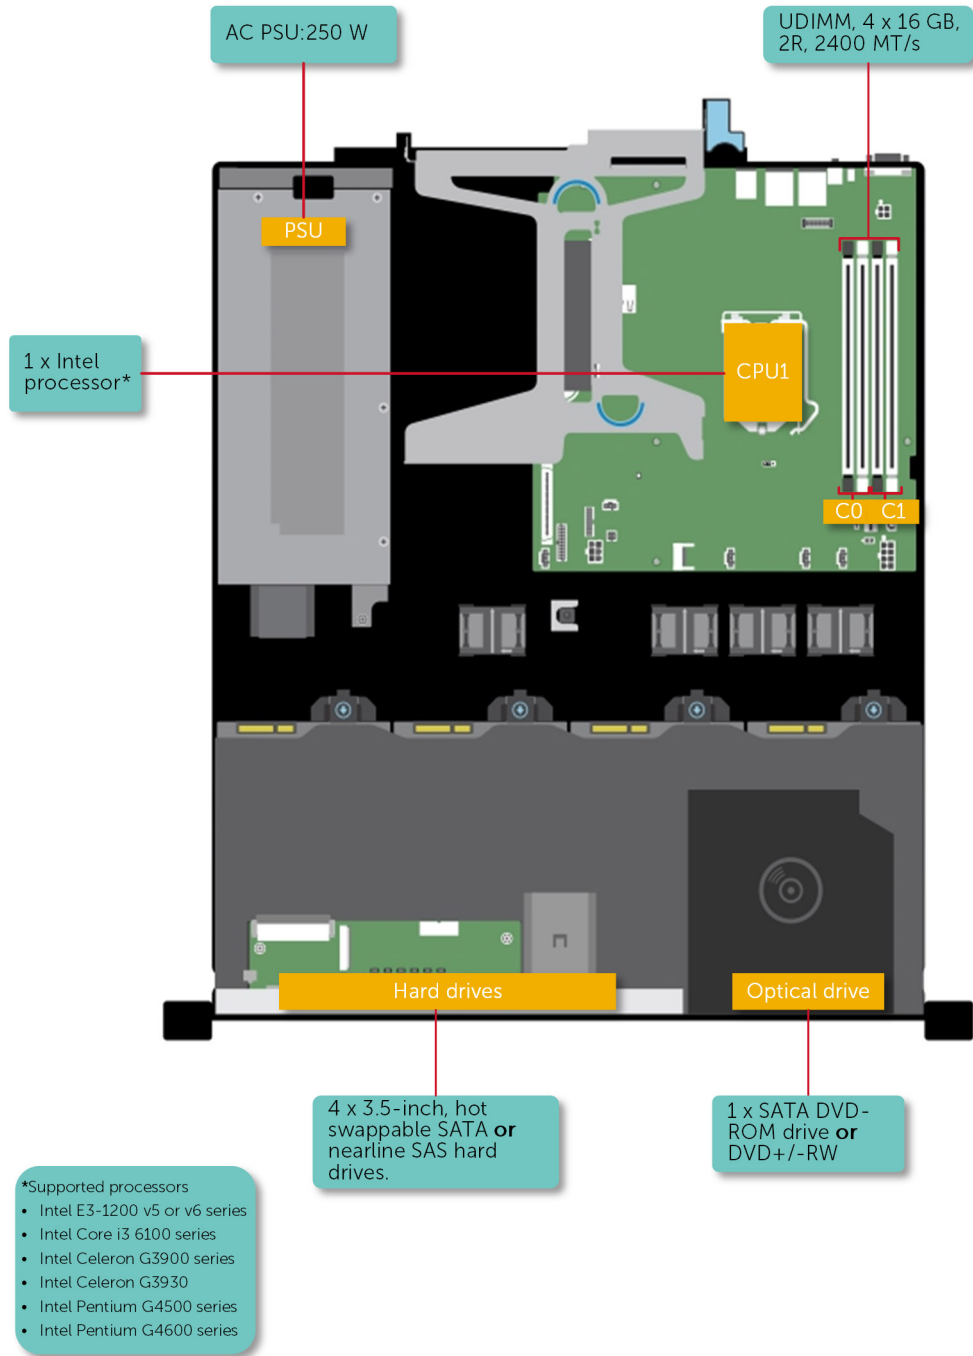 AC PSU:250 W
UDIMM, 4 x 16 GB,
2R, 2400 MT/s
PSU
1 x Intel
processor*
CPU1
C0
C1
Hard drives
Optical drive
4 x 3.5-inch, hot
swappable SATA or
nearline SAS hard
drives.
1 x SATA DVD-
ROM drive or
DVD+/-RW
*Supported processors
• Intel E3-1200 v5 or v6 series
• Intel Core i3 6100 series
• Intel Celeron G3900 series
• Intel Celeron G3930
• Intel Pentium G4500 series
• Intel Pentium G4600 series